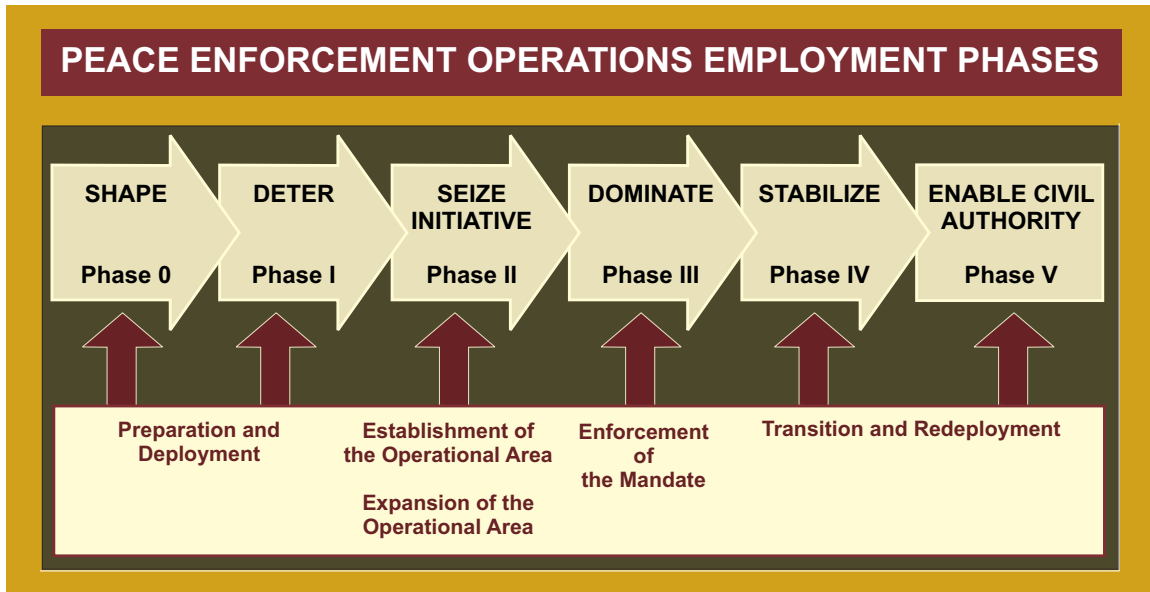 PEACE ENFORCEMENT OPERATIONS EMPLOYMENT PHASES
SHAPE
Phase 0
DETER
Phase I
SEIZE
INITIATIVE
Phase II
DOMINATE
Phase III
STABILIZE
Phase IV
ENABLE CIVIL
AUTHORITY
Phase V
Preparation and
Deployment
Establishment of
the Operational Area
Expansion of the
Operational Area
Enforcement
of
the Mandate
Transition and Redeployment